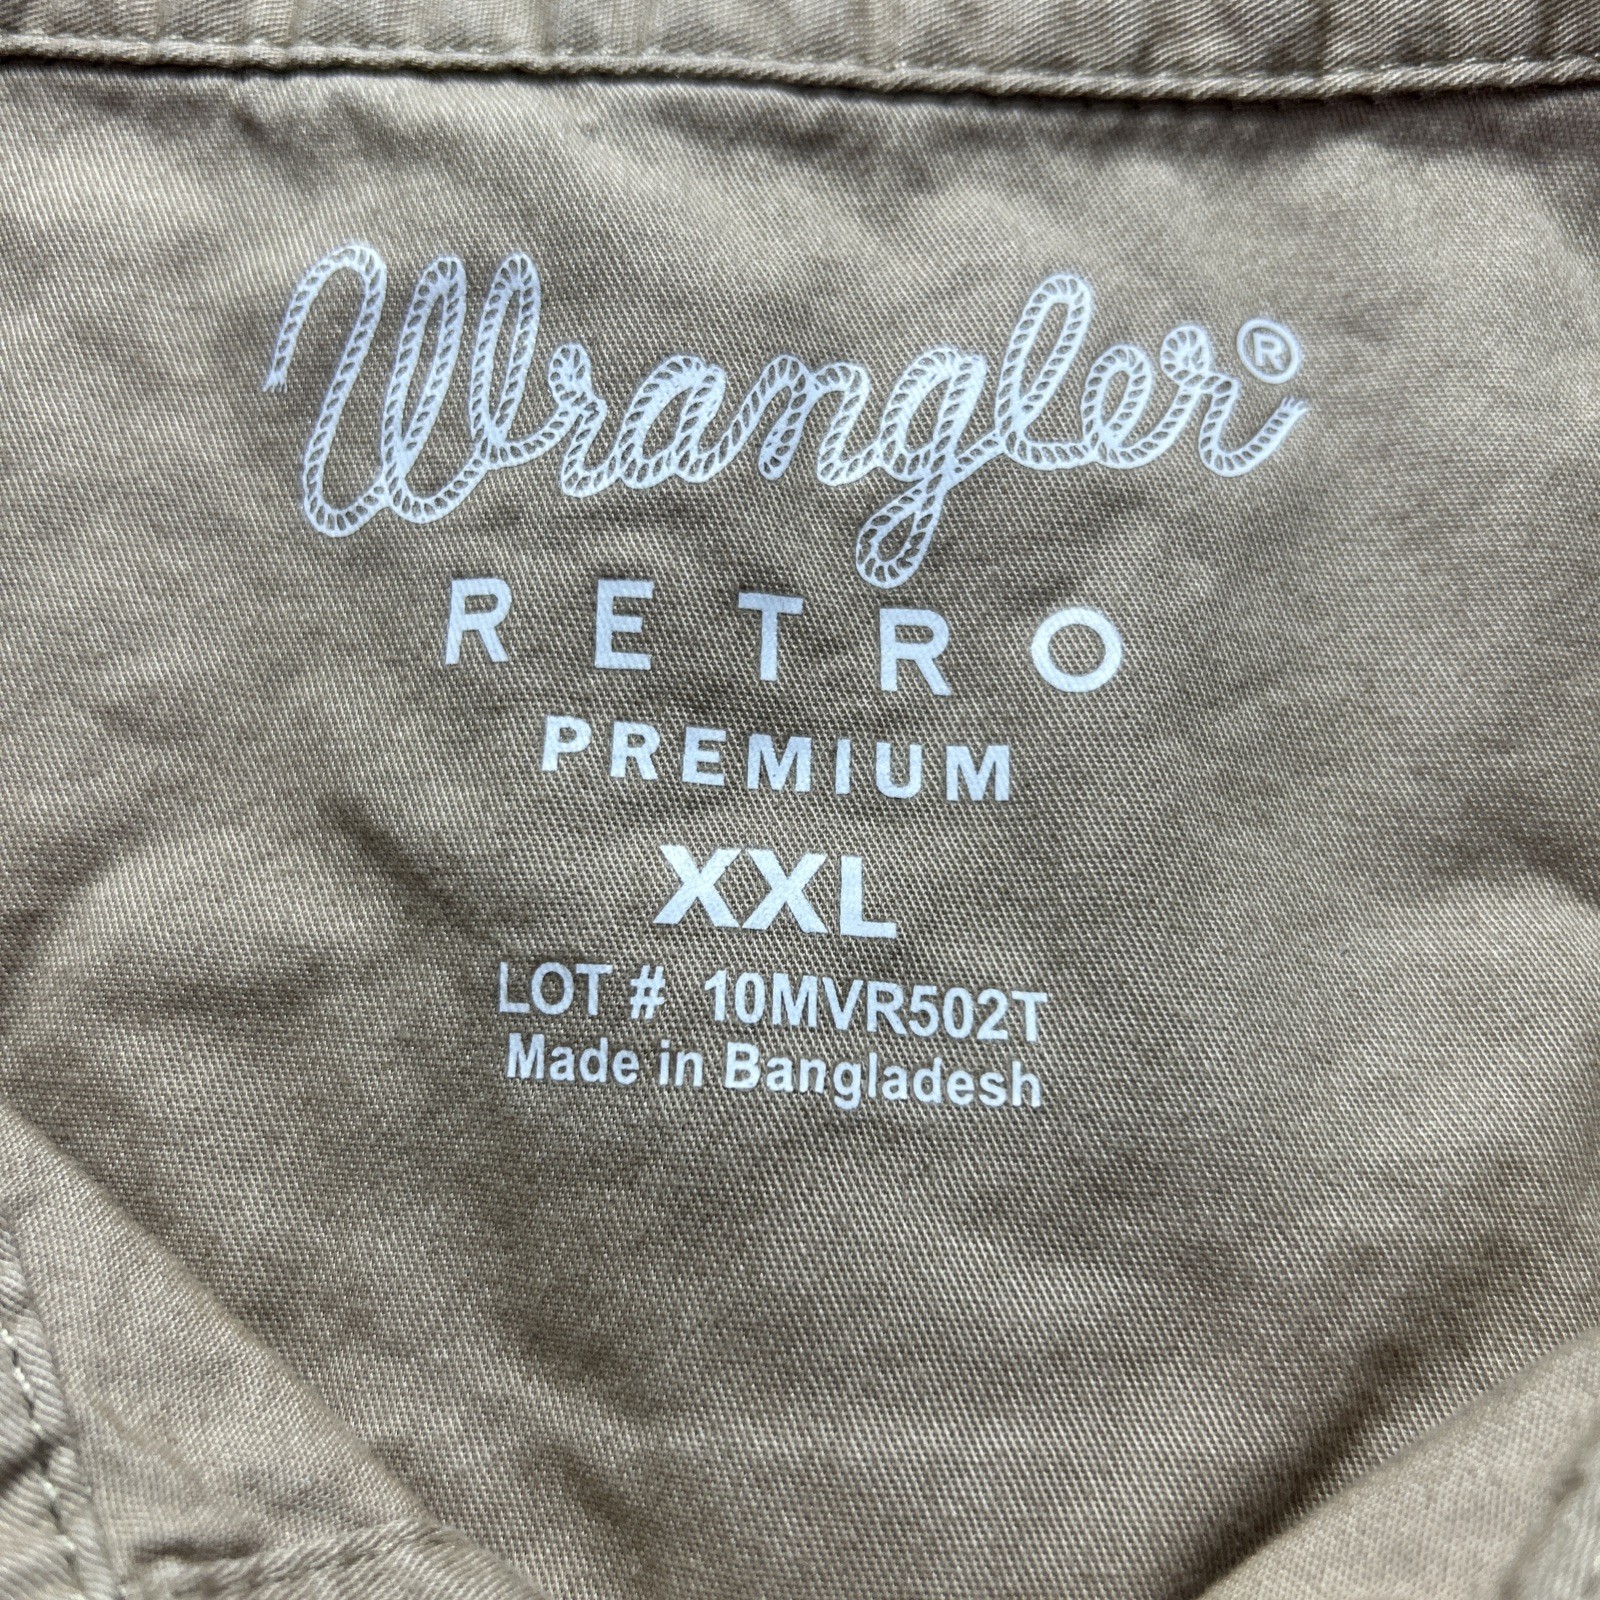 Wrangler®
RETRO
PREMIUM
XXL
LOT # 10MVR502T
Made in Bangladesh